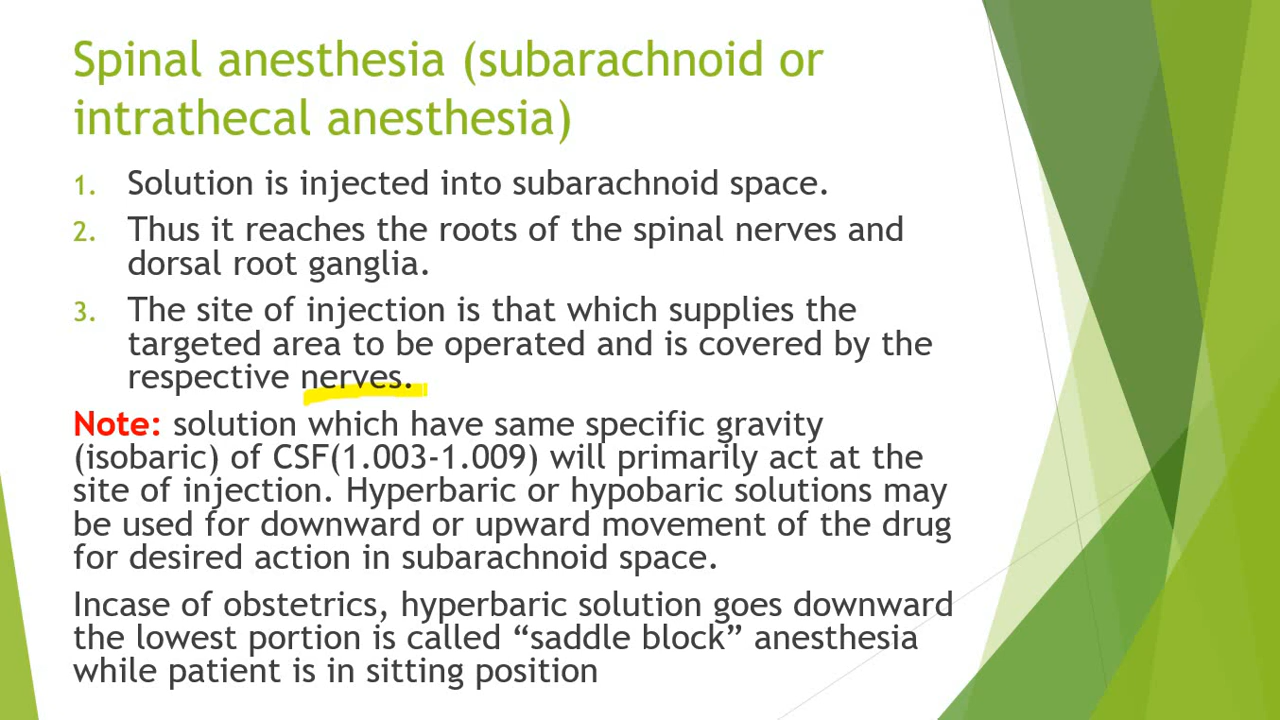 Spinal anesthesia (subarachnoid or
intrathecal anesthesia)
1. Solution is injected into subarachnoid space.
2. Thus it reaches the roots of the spinal nerves and
dorsal root ganglia.
3. The site of injection is that which supplies the
targeted area to be operated and is covered by the
respective nerves.
Note: solution which have same specific gravity
(isobaric) of CSF(1.003-1.009) will primarily act at the
site of injection. Hyperbaric or hypobaric solutions may
be used for downward or upward movement of the drug
for desired action in subarachnoid space.
Incase of obstetrics, hyperbaric solution goes downward
the lowest portion is called “saddle block” anesthesia
while patient is in sitting position